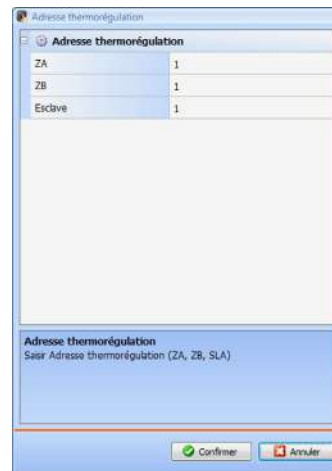 Adresse thermorégulation
Adresse thermorégulation
ZA 1
ZB 1
Esclave 1
Adresse thermorégulation
Saisir Adresse thermorégulation (ZA, ZB, SLA)
Confirmer Annuler